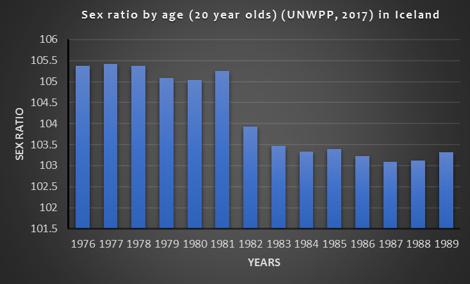 Sex ratio by age (20 year olds) (UNWPP, 2017) in Iceland
106
105.5
105
104.5
104
103.5
103
102.5
102
101.5
SEX RATIO
1976 1977 1978 1979 1980 1981 1982 1983 1984 1985 1986 1987 1988 1989
YEARS